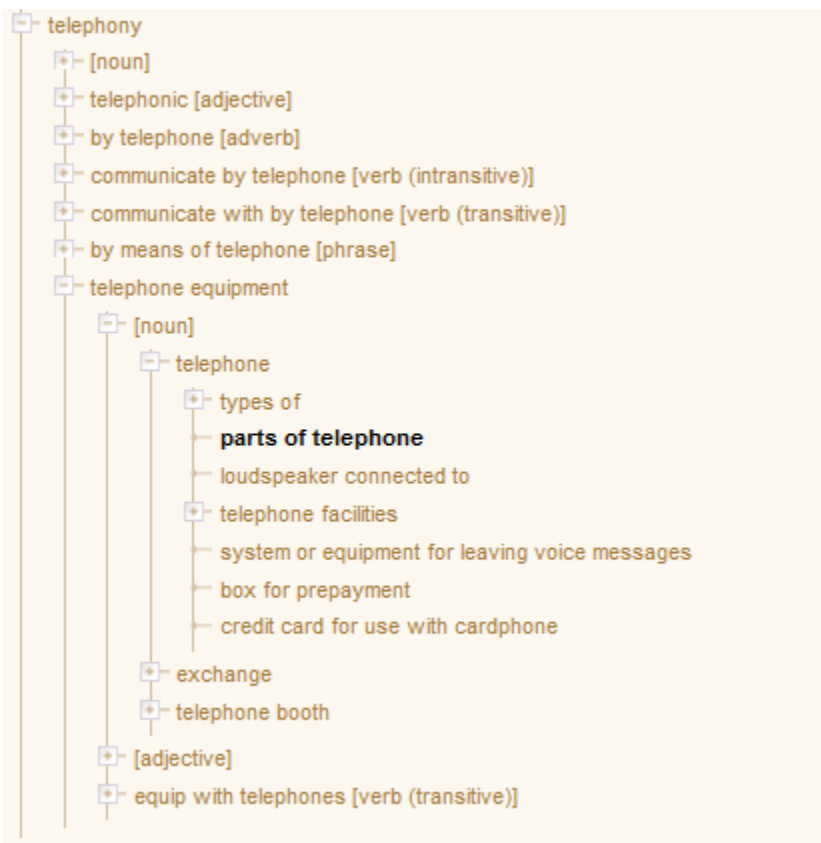 telephony
[noun]
telephonic [adjective]
by telephone [adverb]
communicate by telephone [verb (intransitive)]
communicate with by telephone [verb (transitive)]
by means of telephone [phrase]
telephone equipment
[noun]
telephone
types of
parts of telephone
loudspeaker connected to
telephone facilities
system or equipment for leaving voice messages
box for prepayment
credit card for use with cardphone
exchange
telephone booth
[adjective]
equip with telephones [verb (transitive)]